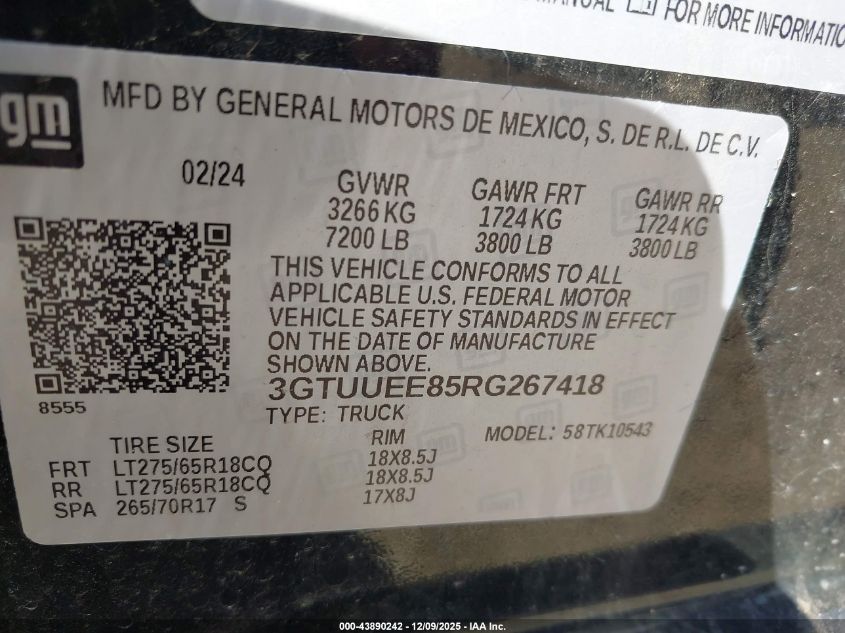 MANUAL FOR MORE INFORMATIO
gm
MFD BY GENERAL MOTORS DE MEXICO, S. DE R.L. DE C.V.
02/24 GVWR GAWR FRT GAWR RR
3266 KG 1724 KG 1724 KG
7200 LB 3800 LB 3800 LB
THIS VEHICLE CONFORMS TO ALL
APPLICABLE U.S. FEDERAL MOTOR
VEHICLE SAFETY STANDARDS IN EFFECT
ON THE DATE OF MANUFACTURE
SHOWN ABOVE.
3GTUUEE85RG267418
8555
TYPE: TRUCK MODEL: 58TK10543
TIRE SIZE RIM
FRT LT275/65R18CQ 18X8.5J
RR LT275/65R18CQ 18X8.5J
SPA 265/70R17 S 17X8J
000-43890242 - 12/09/2025 - IAA Inc.